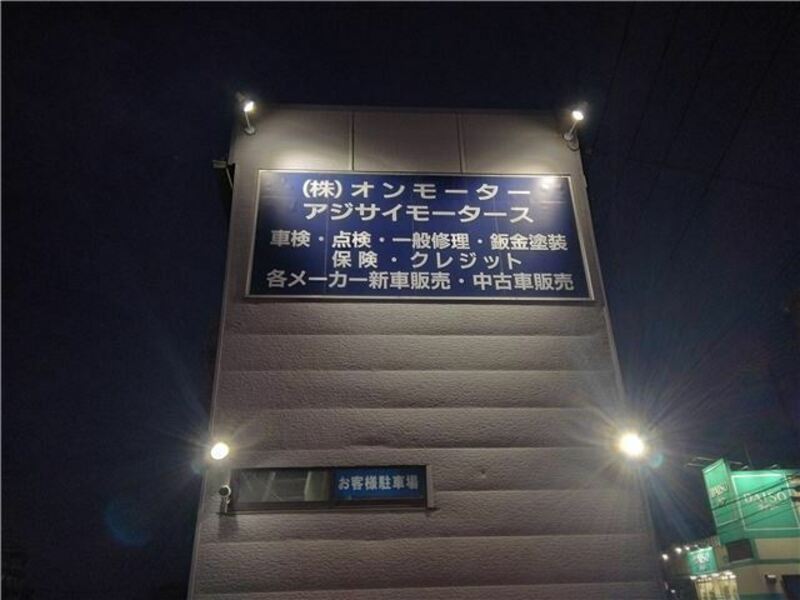 (株)オンモーター
アジサイモータース
車検・点検・一般修理・鈑金塗装
保険・クレジット
各メーカー新車販売・中古車販売
お客様駐車場
DAISO